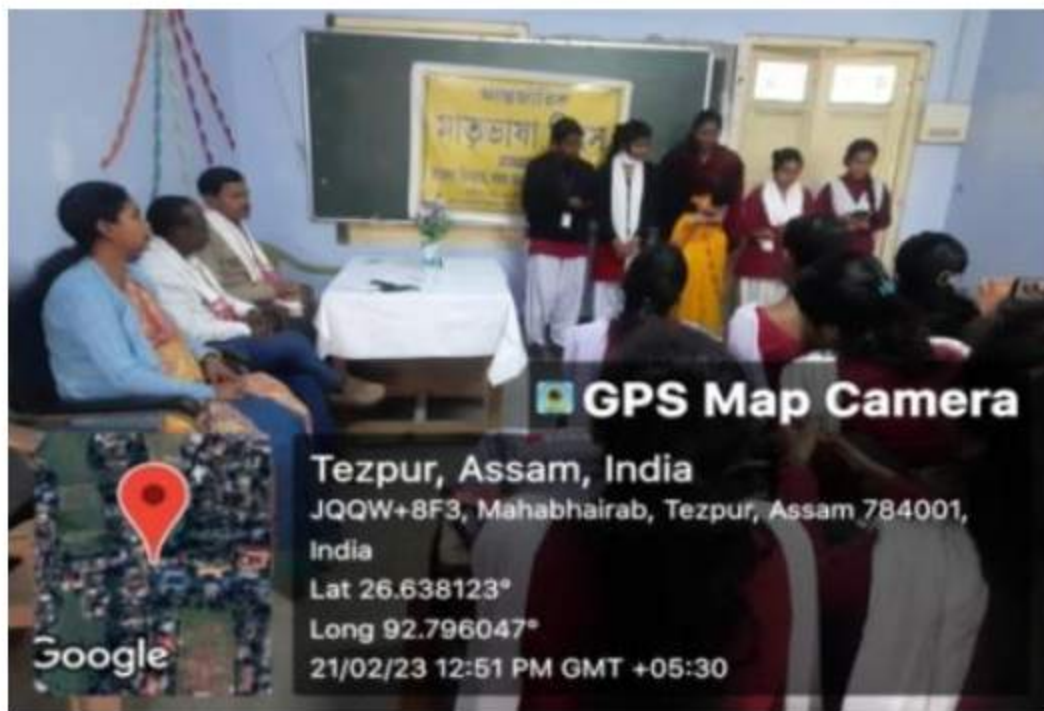 মাতৃভাষা
GPS Map Camera
Tezpur, Assam, India
JQQW+8F3, Mahabhairab, Tezpur, Assam 784001,
India
Lat 26.638123°
Long 92.796047°
21/02/23 12:51 PM GMT +05:30
Google